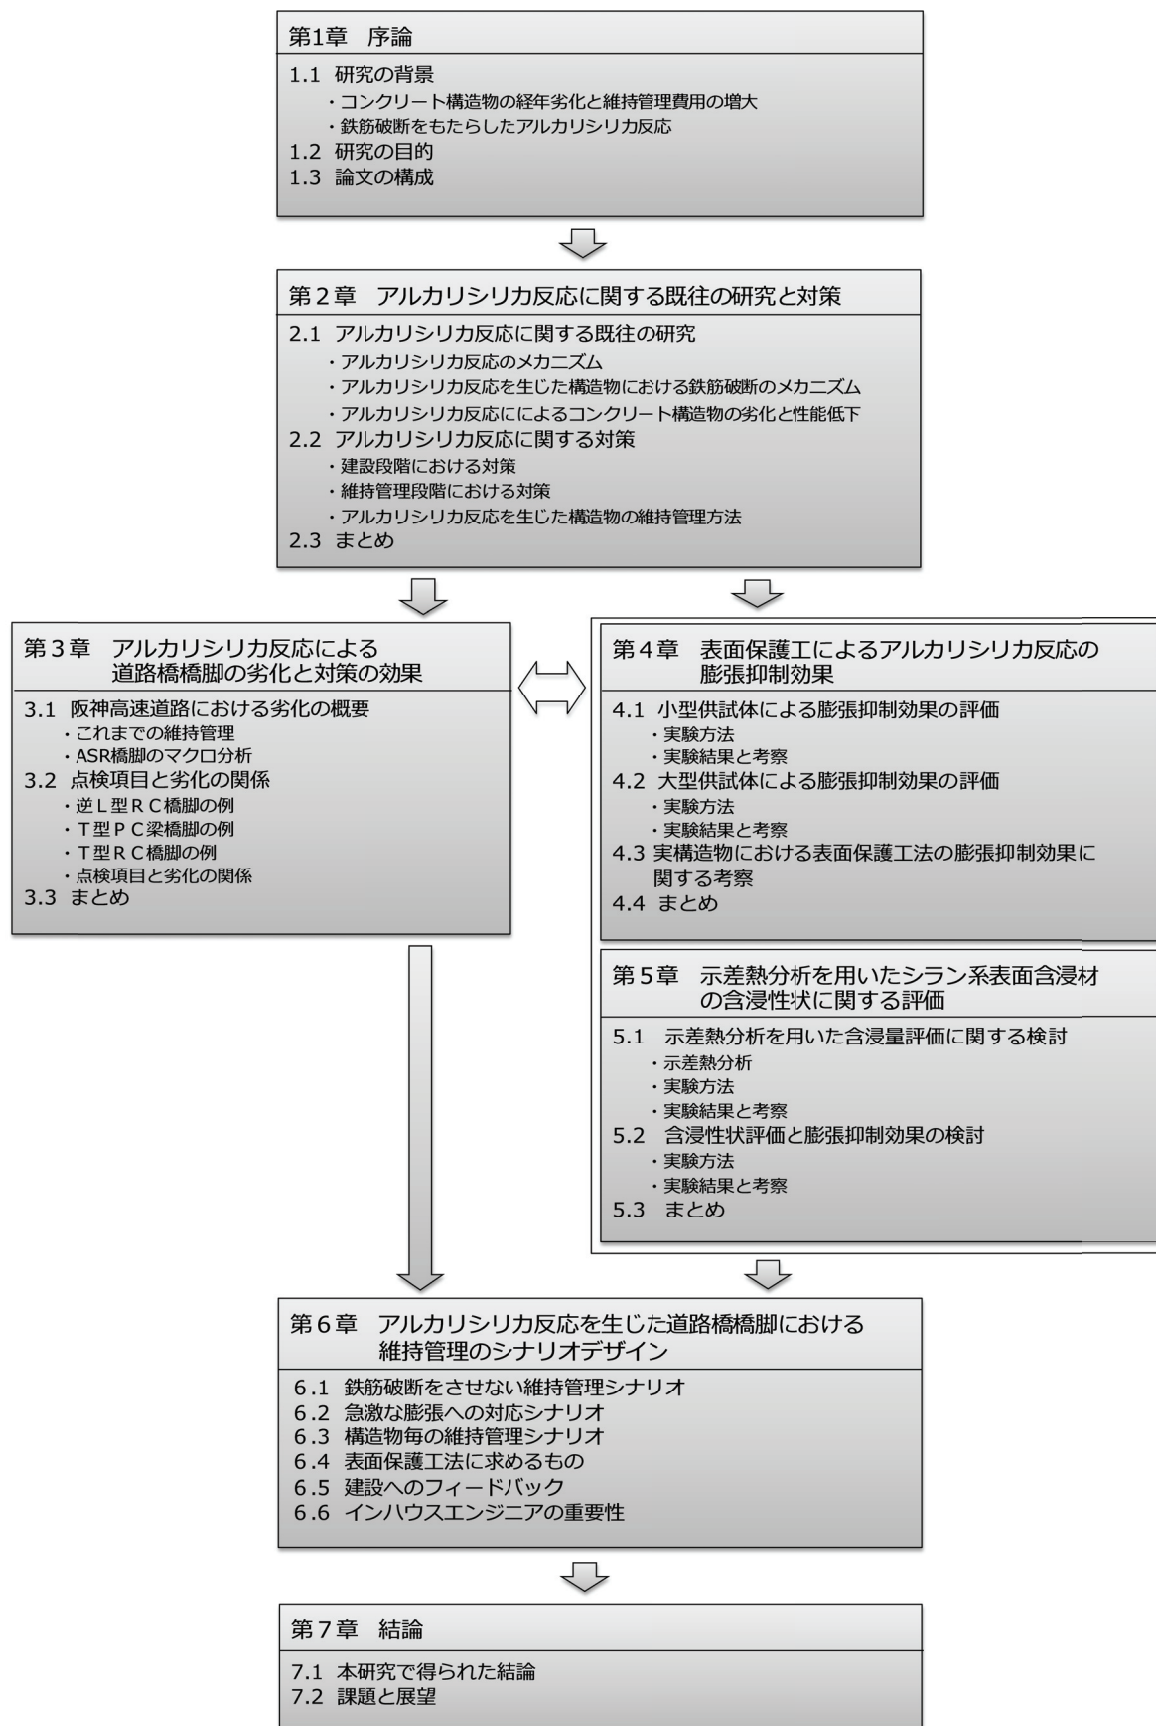 第1章 序論
1.1 研究の背景
・コンクリート構造物の経年劣化と維持管理費用の増大
・鉄筋破断をもたらしたアルカリシリカ反応
1.2 研究の目的
1.3 論文の構成
第２章 アルカリシリカ反応に関する既往の研究と対策
2.1 アルカリシリカ反応に関する既往の研究
・アルカリシリカ反応のメカニズム
・アルカリシリカ反応を生じた構造物における鉄筋破断のメカニズム
・アルカリシリカ反応にによるコンクリート構造物の劣化と性能低下
2.2 アルカリシリカ反応に関する対策
・建設段階における対策
・維持管理段階における対策
・アルカリシリカ反応を生じた構造物の維持管理方法
2.3 まとめ
第３章 アルカリシリカ反応による
道路橋橋脚の劣化と対策の効果
3.1 阪神高速道路における劣化の概要
・これまでの維持管理
・ASR橋脚のマクロ分析
3.2 点検項目と劣化の関係
・逆Ｌ型ＲＣ橋脚の例
・Ｔ型ＰＣ梁橋脚の例
・Ｔ型ＲＣ橋脚の例
・点検項目と劣化の関係
3.3 まとめ
第４章 表面保護工によるアルカリシリカ反応の
膨張抑制効果
4.1 小型供試体による膨張抑制効果の評価
・実験方法
・実験結果と考察
4.2 大型供試体による膨張抑制効果の評価
・実験方法
・実験結果と考察
4.3 実構造物における表面保護工法の膨張抑制効果に
関する考察
4.4 まとめ
第５章 示差熱分析を用いたシラン系表面含浸材
の含浸性状に関する評価
5.1 示差熱分析を用いた含浸量評価に関する検討
・示差熱分析
・実験方法
・実験結果と考察
5.2 含浸性状評価と膨張抑制効果の検討
・実験方法
・実験結果と考察
5.3 まとめ
第６章 アルカリシリカ反応を生じた道路橋橋脚における
維持管理のシナリオデザイン
６.1 鉄筋破断をさせない維持管理シナリオ
６.2 急激な膨張への対応シナリオ
６.3 構造物毎の維持管理シナリオ
６.4 表面保護工法に求めるもの
６.5 建設へのフィードバック
６.6 インハウスエンジニアの重要性
第７章 結論
7.1 本研究で得られた結論
7.2 課題と展望